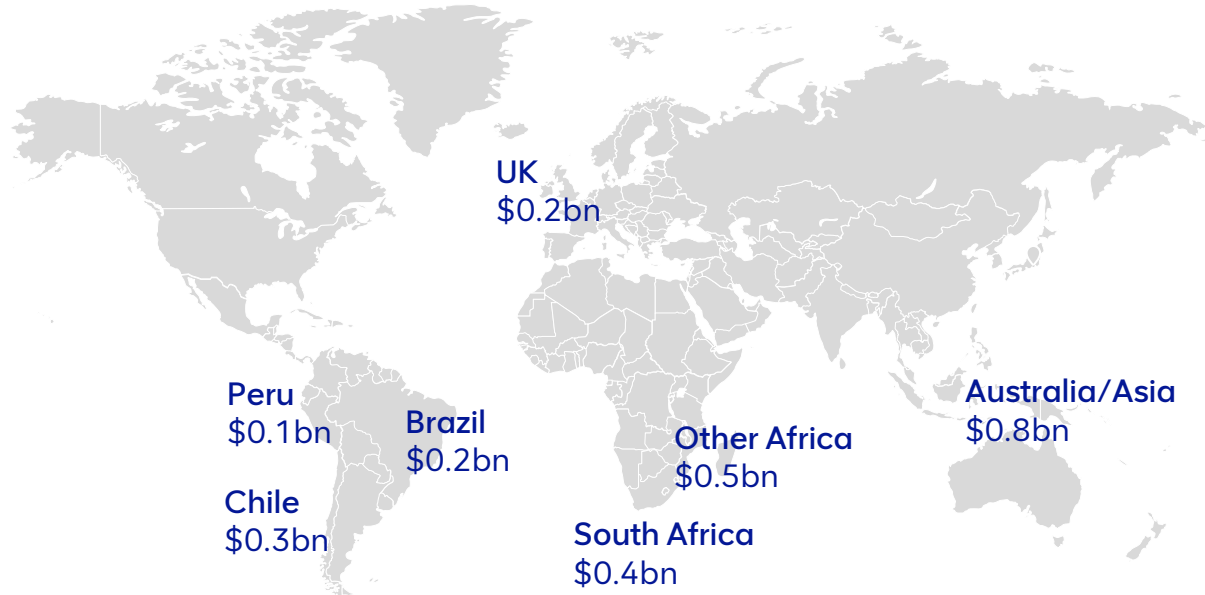 UK
$0.2bn
Peru
$0.1bn
Brazil
$0.2bn
Chile
$0.3bn
Other Africa
$0.5bn
South Africa
$0.4bn
Australia/Asia
$0.8bn